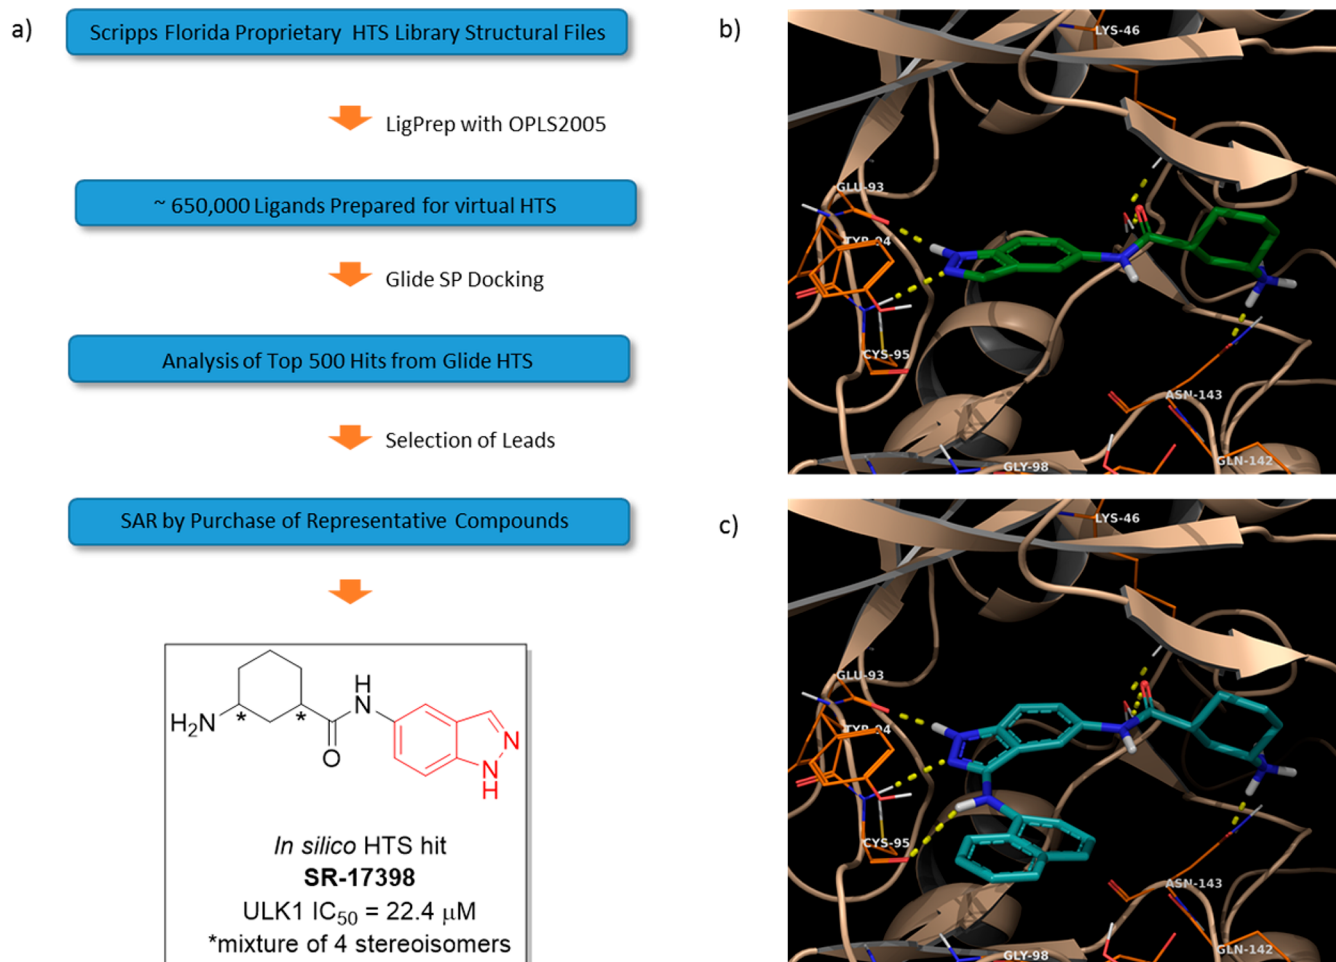 a)
Scripps Florida Proprietary HTS Library Structural Files
LigPrep with OPLS2005
~ 650,000 Ligands Prepared for virtual HTS
Glide SP Docking
Analysis of Top 500 Hits from Glide HTS
Selection of Leads
SAR by Purchase of Representative Compounds
H₂N
*
*
H
N
O
N
N
H
In silico HTS hit
SR-17398
ULK1 IC₅₀ = 22.4 μM
*mixture of 4 stereoisomers
b)
LYS-46
GLU-93
TYR-94
CYS-95
ASN-143
GLN-142
GLY-98
c)
LYS-46
GLU-93
TYR-94
CYS-95
ASN-143
GLN-142
GLY-98